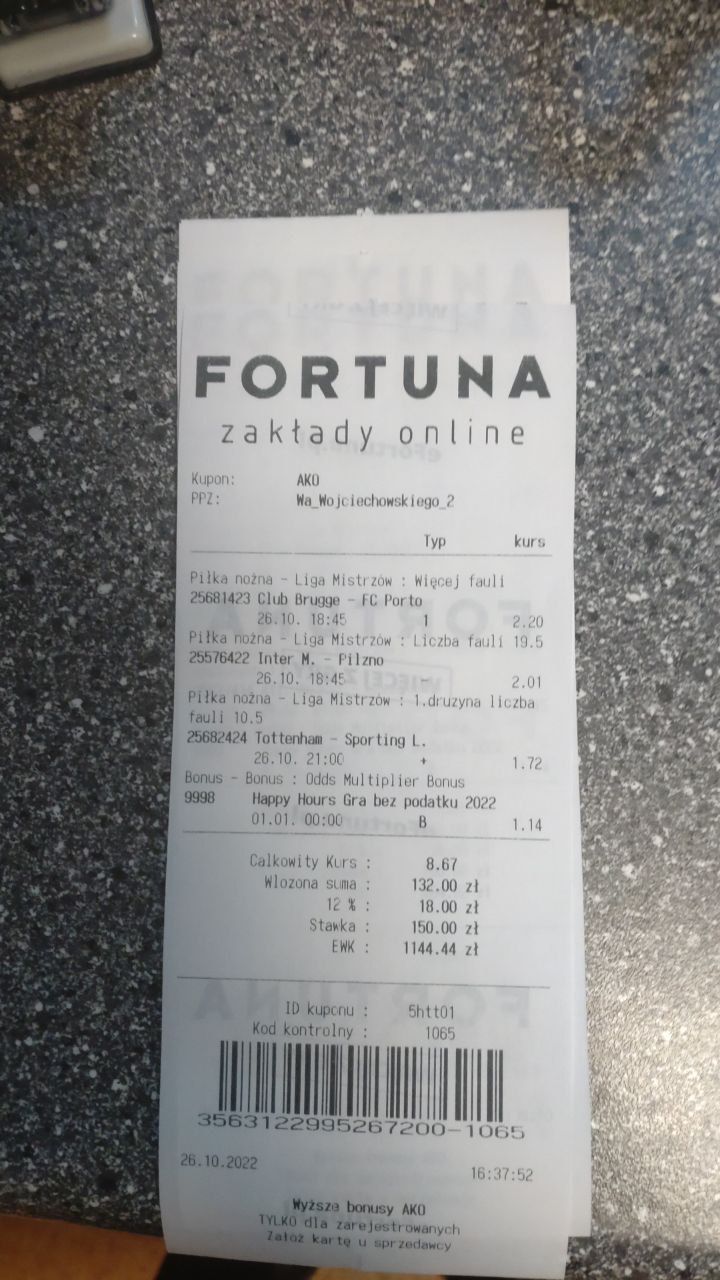 FORTUNA
zakłady online
Kupon: AKO
PPZ: Wa_Wojciechowskiego_2
Typ kurs
Piłka nożna - Liga Mistrzów : Więcej fauli
25681423 Club Brugge - FC Porto
26.10. 18:45 1 2.20
Piłka nożna - Liga Mistrzów : Liczba fauli 19.5
25576422 Inter M. - Pilzno
26.10. 18:45 - 2.01
Piłka nożna - Liga Mistrzów : 1.druzyna liczba
fauli 10.5
25682424 Tottenham - Sporting L.
26.10. 21:00 + 1.72
Bonus - Bonus : Odds Multiplier Bonus
9998 Happy Hours Gra bez podatku 2022
01.01. 00:00 B 1.14
Calkowity Kurs : 8.67
Wlozona suma : 132.00 zł
12 % : 18.00 zł
Stawka : 150.00 zł
EWK : 1144.44 zł
ID kuponu : 5htt01
Kod kontrolny : 1065
3563122995267200-1065
26.10.2022 16:37:52
Wyższe bonusy AKO
TYLKO dla zarejestrowanych
Załóż kartę u sprzedawcy